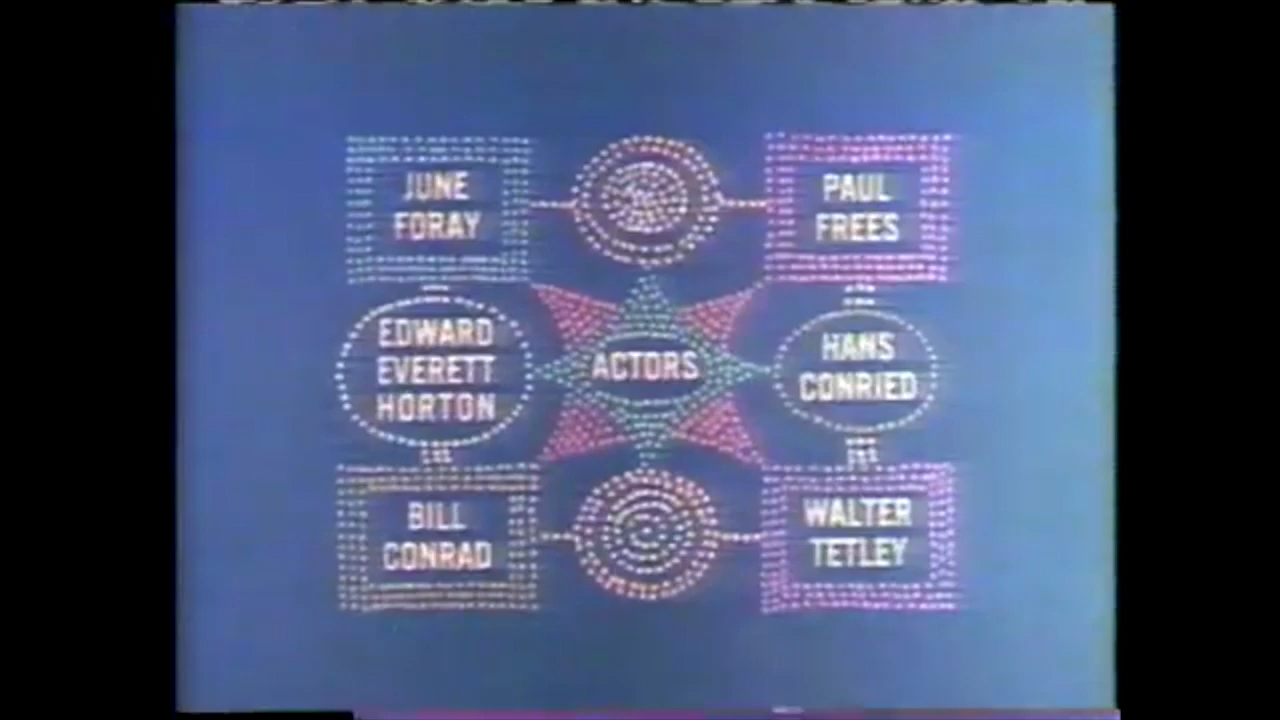 JUNE
FORAY
PAUL
FREES
EDWARD
EVERETT
HORTON
ACTORS
HANS
CONRIED
BILL
CONRAD
WALTER
TETLEY